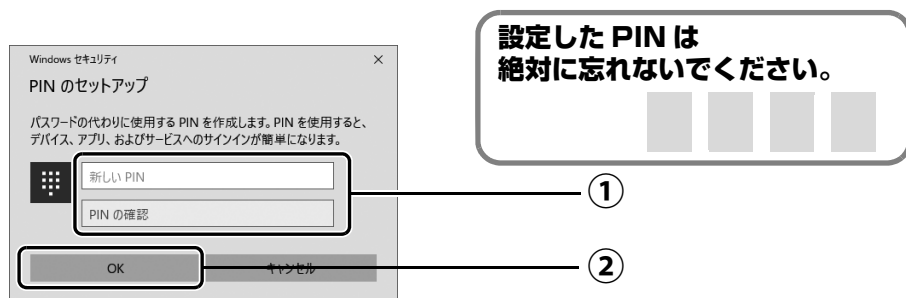 Windows セキュリティ
PIN のセットアップ
パスワードの代わりに使用する PIN を作成します。PIN を使用すると、
デバイス、アプリ、およびサービスへのサインインが簡単になります。
新しい PIN
PIN の確認
OK
キャンセル
設定した PIN は
絶対に忘れないでください。
①
②